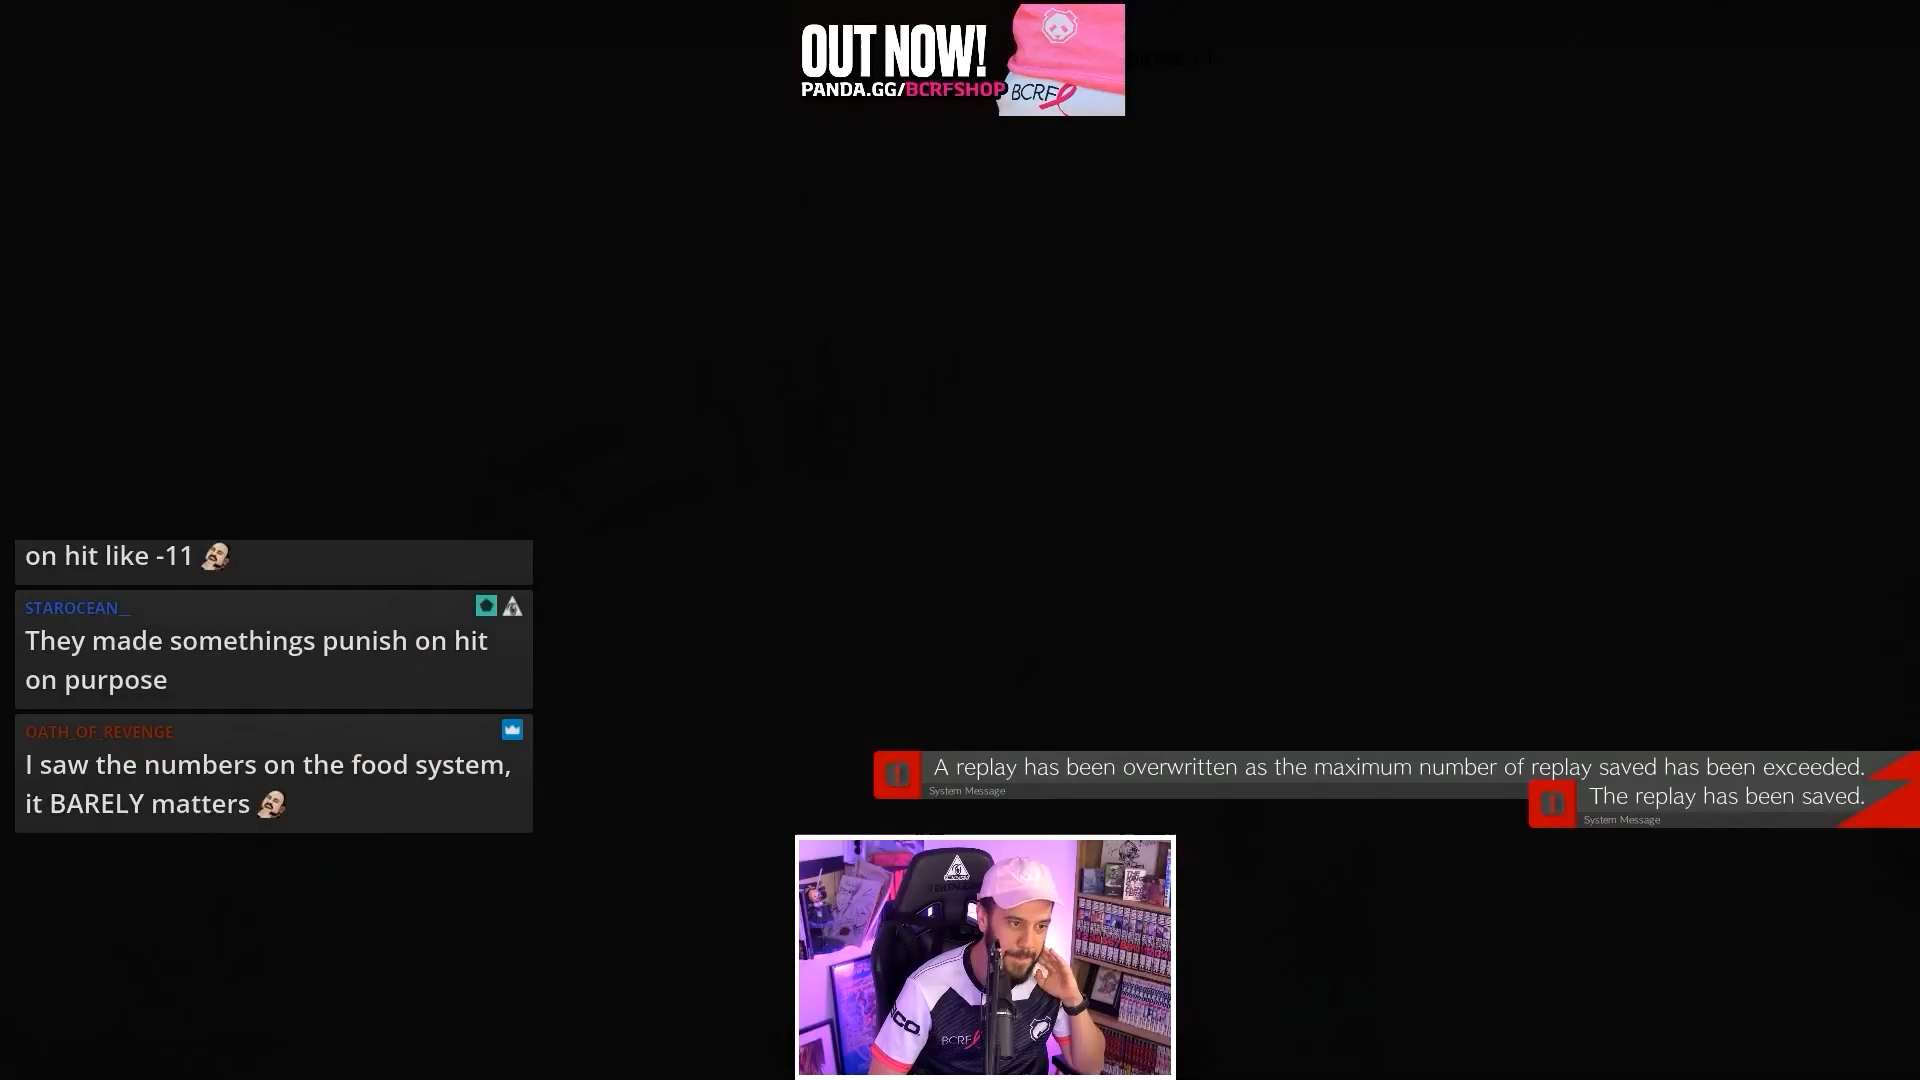 OUT NOW!
PANDA.GG/BCRFSHOP
BCRF
on hit like -11
STAROCEAN__
They made somethings punish on hit
on purpose
OATH_OF_REVENGE
I saw the numbers on the food system,
it BARELY matters
A replay has been overwritten as the maximum number of replay saved has been exceeded.
System Message
The replay has been saved.
System Message
BCRF